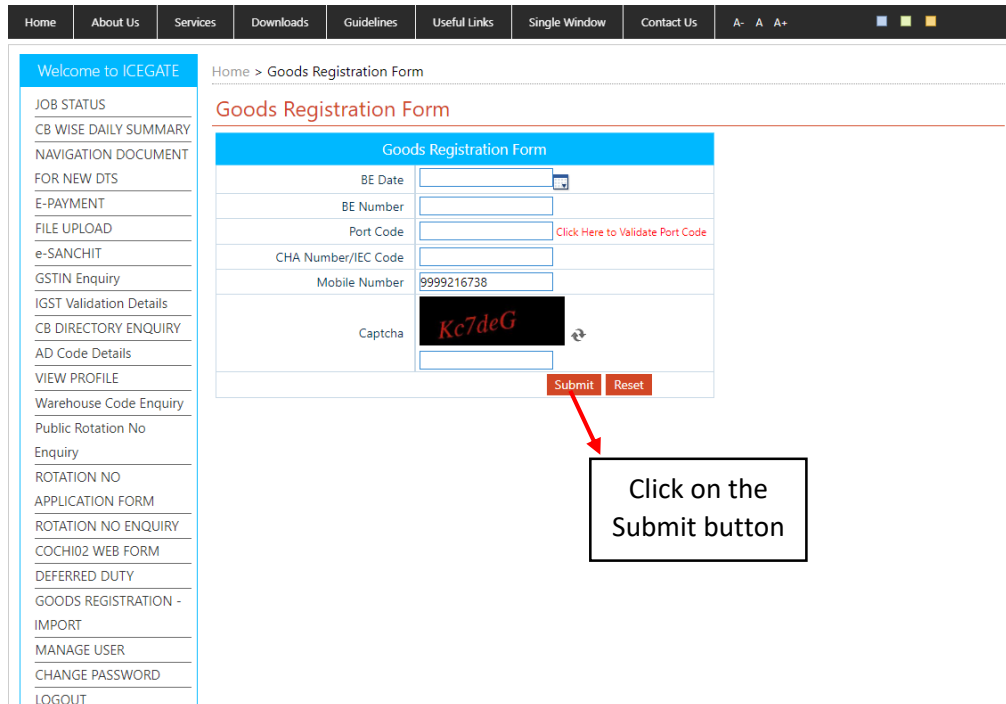 Home About Us Services Downloads Guidelines Useful Links Single Window Contact Us A- A A+
Welcome to ICEGATE
JOB STATUS
CB WISE DAILY SUMMARY
NAVIGATION DOCUMENT
FOR NEW DTS
E-PAYMENT
FILE UPLOAD
e-SANCHIT
GSTIN Enquiry
IGST Validation Details
CB DIRECTORY ENQUIRY
AD Code Details
VIEW PROFILE
Warehouse Code Enquiry
Public Rotation No
Enquiry
ROTATION NO
APPLICATION FORM
ROTATION NO ENQUIRY
COCHI02 WEB FORM
DEFERRED DUTY
GOODS REGISTRATION -
IMPORT
MANAGE USER
CHANGE PASSWORD
LOGOUT
Home > Goods Registration Form
Goods Registration Form
Goods Registration Form
BE Date
BE Number
Port Code Click Here to Validate Port Code
CHA Number/IEC Code
Mobile Number 9999216738
Captcha Kc7deG
Submit Reset
Click on the
Submit button